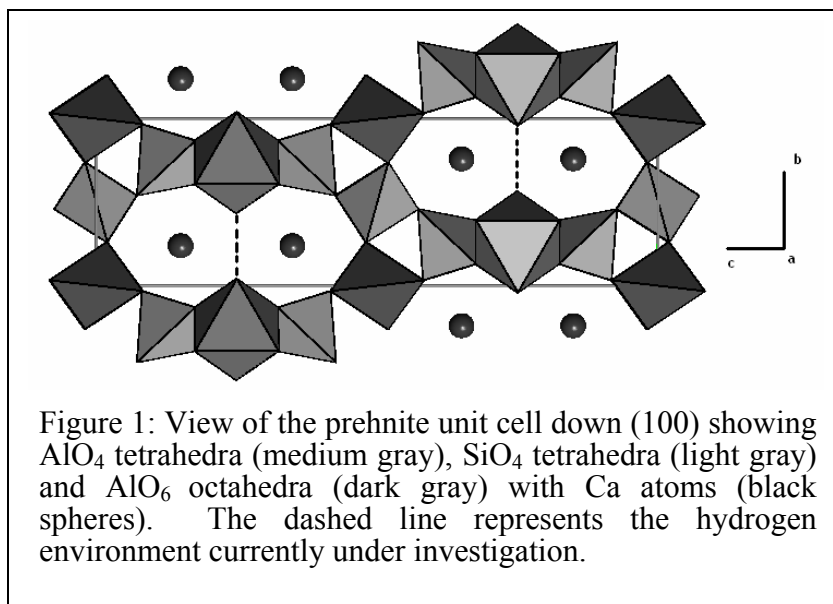 b
c
a
Figure 1: View of the prehnite unit cell down (100) showing
AlO₄ tetrahedra (medium gray), SiO₄ tetrahedra (light gray)
and AlO₆ octahedra (dark gray) with Ca atoms (black
spheres). The dashed line represents the hydrogen
environment currently under investigation.